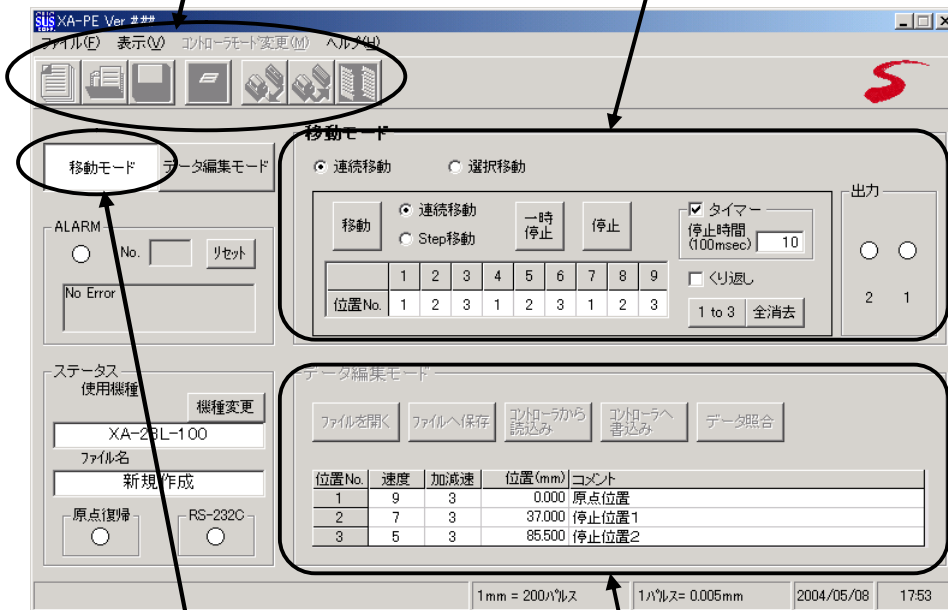 SUS CORP. XA-PE Ver ###
ファイル(F) 表示(V) コントローラモード変更(M) ヘルプ(H)
移動モード データ編集モード
ALARM
No. リセット
No Error
ステータス
使用機種
機種変更
XA-28L-100
ファイル名
新規作成
原点復帰 RS-232C
移動モード
連続移動 選択移動
移動 連続移動 Step移動 一時停止 停止
タイマー
停止時間
(100msec) 10
くり返し
1 to 3 全消去
1 2 3 4 5 6 7 8 9
位置No. 1 2 3 1 2 3 1 2 3
出力
2 1
データ編集モード
ファイルを開く ファイルへ保存 コントローラから読込み コントローラへ書込み データ照合
位置No. 速度 加減速 位置(mm) コメント
1 9 3 0.000 原点位置
2 7 3 37.000 停止位置1
3 5 3 85.500 停止位置2
1mm = 200パルス 1パルス= 0.005mm 2004/05/08 17:53